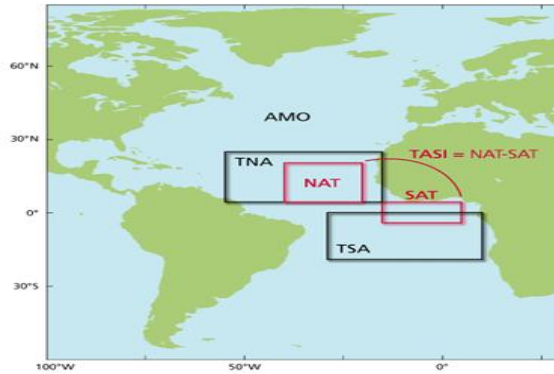 60°N
AMO
30°N
TNA
TASI = NAT-SAT
NAT
SAT
0°
TSA
30°S
100°W
50°W
0°